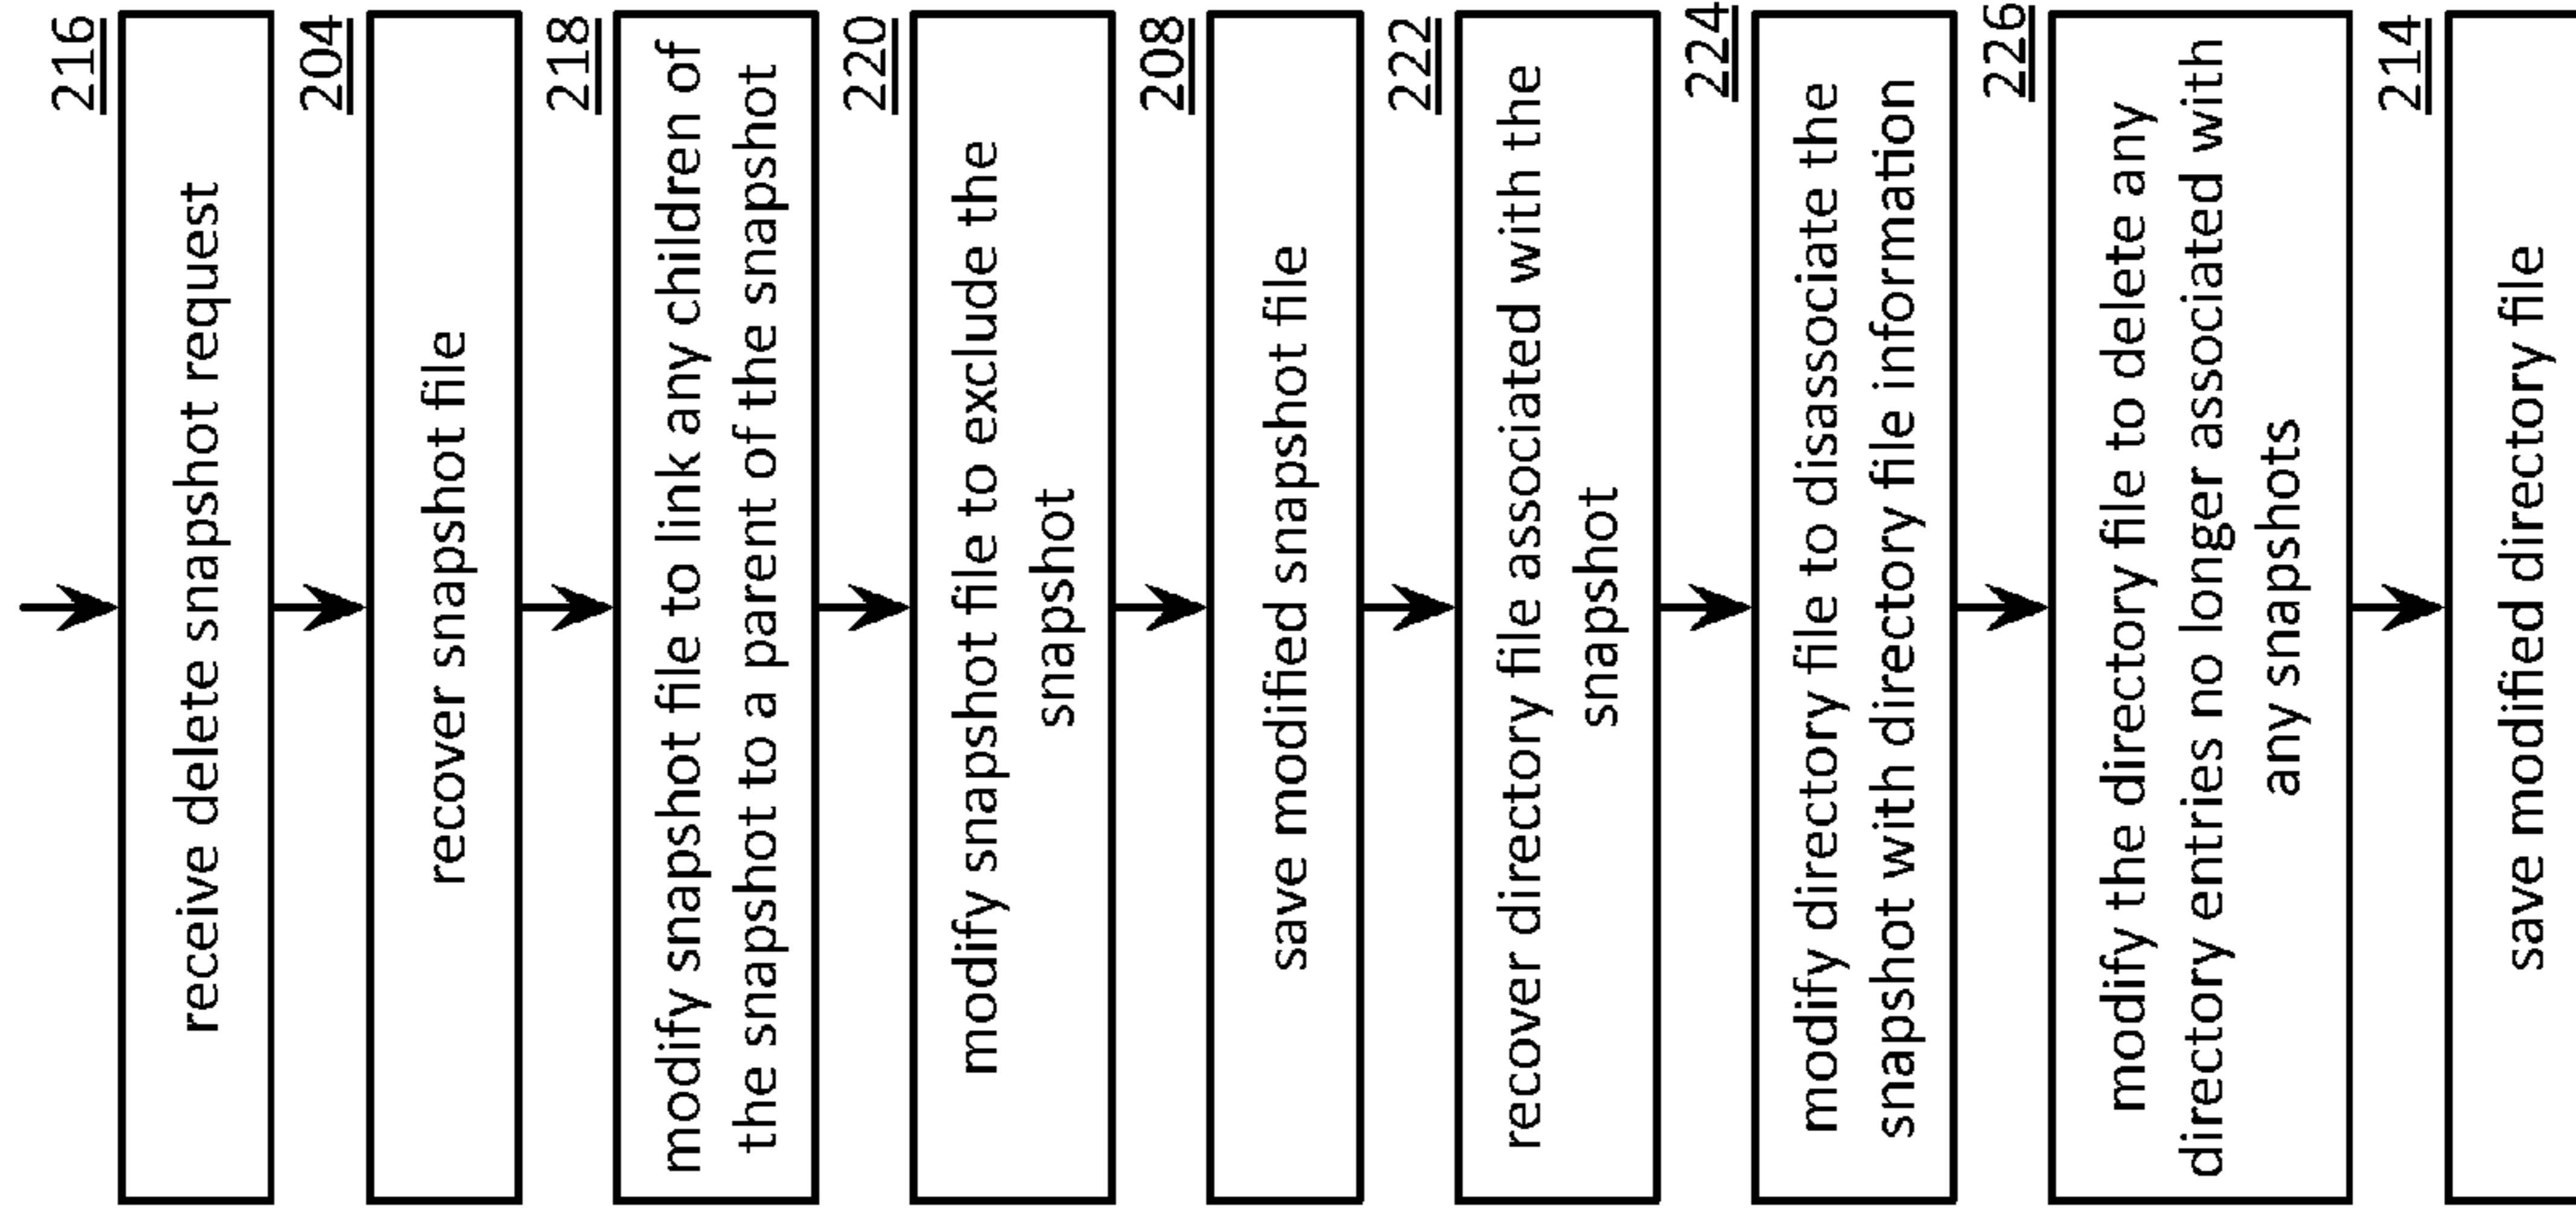 216
receive delete snapshot request
204
recover snapshot file
218
modify snapshot file to link any children of
the snapshot to a parent of the snapshot
220
modify snapshot file to exclude the
snapshot
208
save modified snapshot file
222
recover directory file associated with the
snapshot
224
modify directory file to disassociate the
snapshot with directory file information
226
modify the directory file to delete any
directory entries no longer associated with
any snapshots
214
save modified directory file